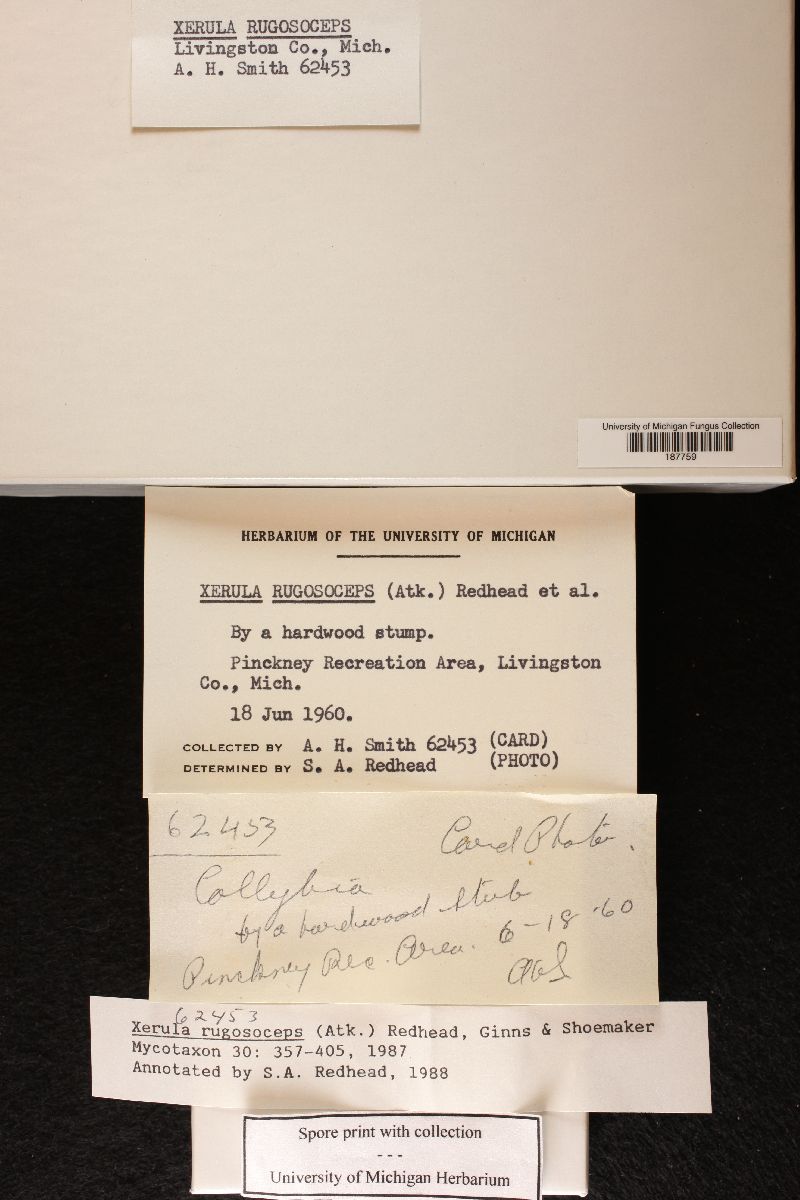 XERULA RUGOSOCEPS
Livingston Co., Mich.
A. H. Smith 62453
University of Michigan Fungus Collection
187759
HERBARIUM OF THE UNIVERSITY OF MICHIGAN
XERULA RUGOSOCEPS (Atk.) Redhead et al.
By a hardwood stump.
Pinckney Recreation Area, Livingston
Co., Mich.
18 Jun 1960.
COLLECTED BY A. H. Smith 62453 (CARD)
DETERMINED BY S. A. Redhead (PHOTO)
62453
Card Photo.
Collybia
by a hardwood stub
Pinckney Rec. Area. 6-18-60
AHS
62453
Xerula rugosoceps (Atk.) Redhead, Ginns & Shoemaker
Mycotaxon 30: 357-405, 1987
Annotated by S.A. Redhead, 1988
Spore print with collection
- - -
University of Michigan Herbarium